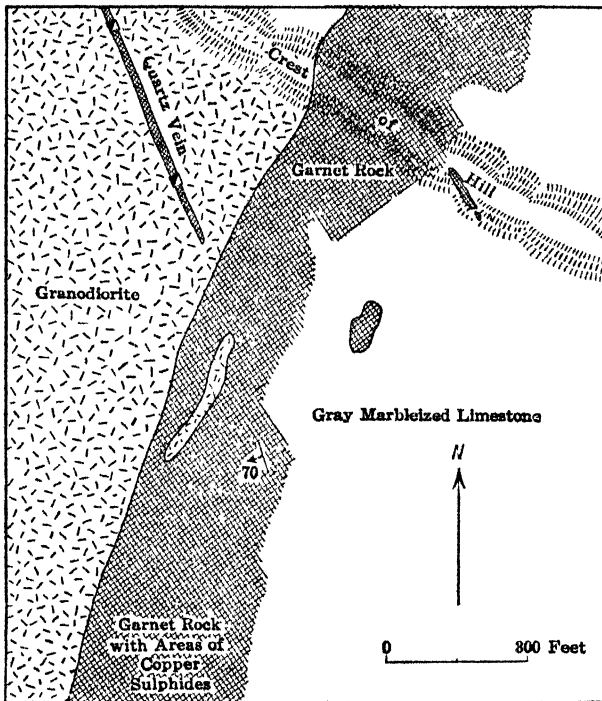 Crest
of
Hill
Quartz Vein
Garnet Rock
Granodiorite
Gray Marbleized Limestone
N
70
Garnet Rock
with Areas of
Copper
Sulphides
0 800 Feet